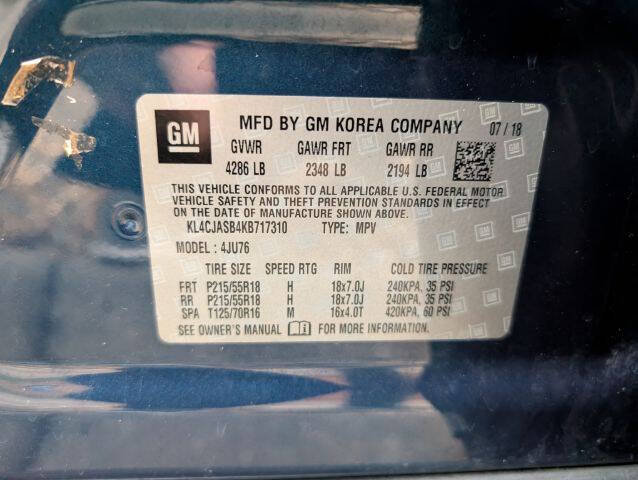 GM MFD BY GM KOREA COMPANY 07 / 18
GVWR GAWR FRT GAWR RR
4286 LB 2348 LB 2194 LB
THIS VEHICLE CONFORMS TO ALL APPLICABLE U.S. FEDERAL MOTOR
VEHICLE SAFETY AND THEFT PREVENTION STANDARDS IN EFFECT
ON THE DATE OF MANUFACTURE SHOWN ABOVE.
KL4CJASB4KB717310 TYPE: MPV
MODEL : 4JU76
TIRE SIZE SPEED RTG RIM COLD TIRE PRESSURE
FRT P215/55R18 H 18x7.0J 240KPA, 35 PSI
RR P215/55R18 H 18x7.0J 240KPA, 35 PSI
SPA T125/70R16 M 16x4.0T 420KPA, 60 PSI
SEE OWNER'S MANUAL FOR MORE INFORMATION.